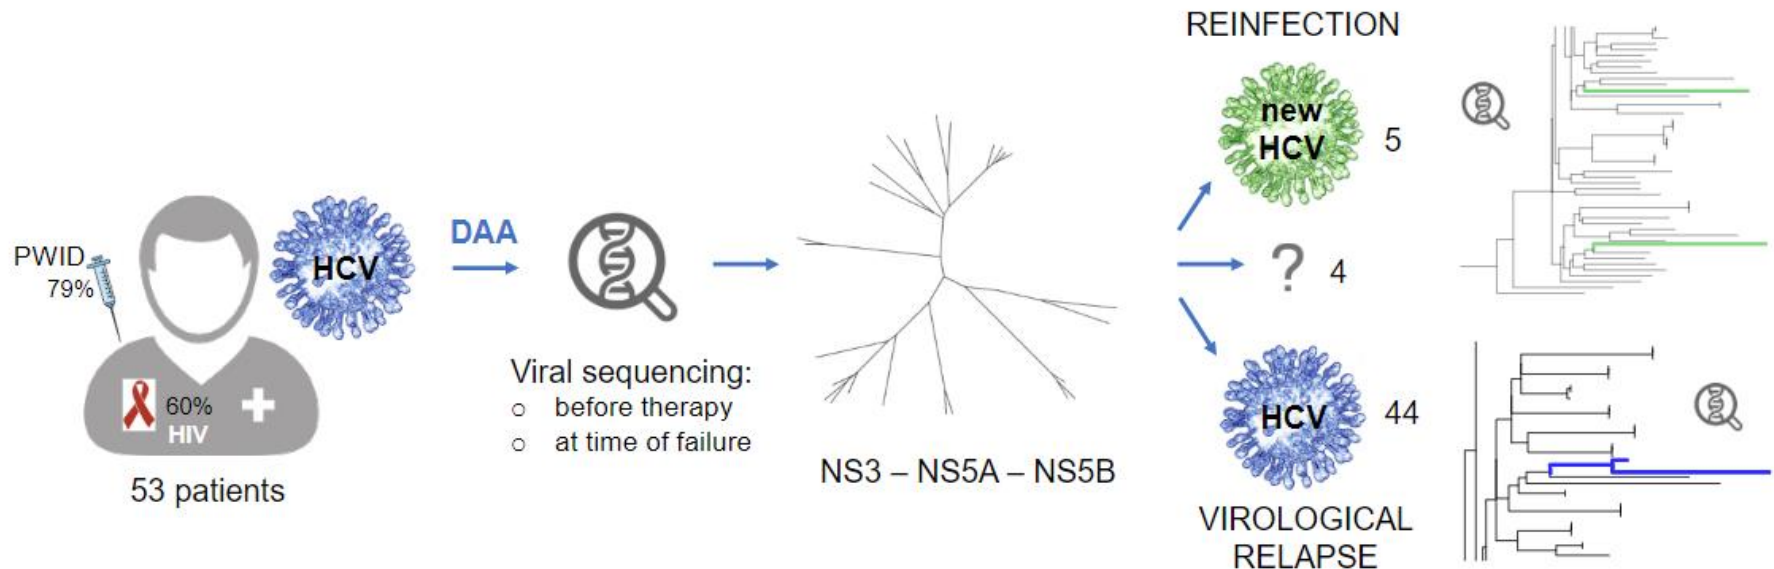 PWID
79%
60%
HIV
53 patients
HCV
DAA
Viral sequencing:
o before therapy
o at time of failure
NS3 – NS5A – NS5B
REINFECTION
new
HCV
5
?
4
HCV
44
VIROLOGICAL
RELAPSE